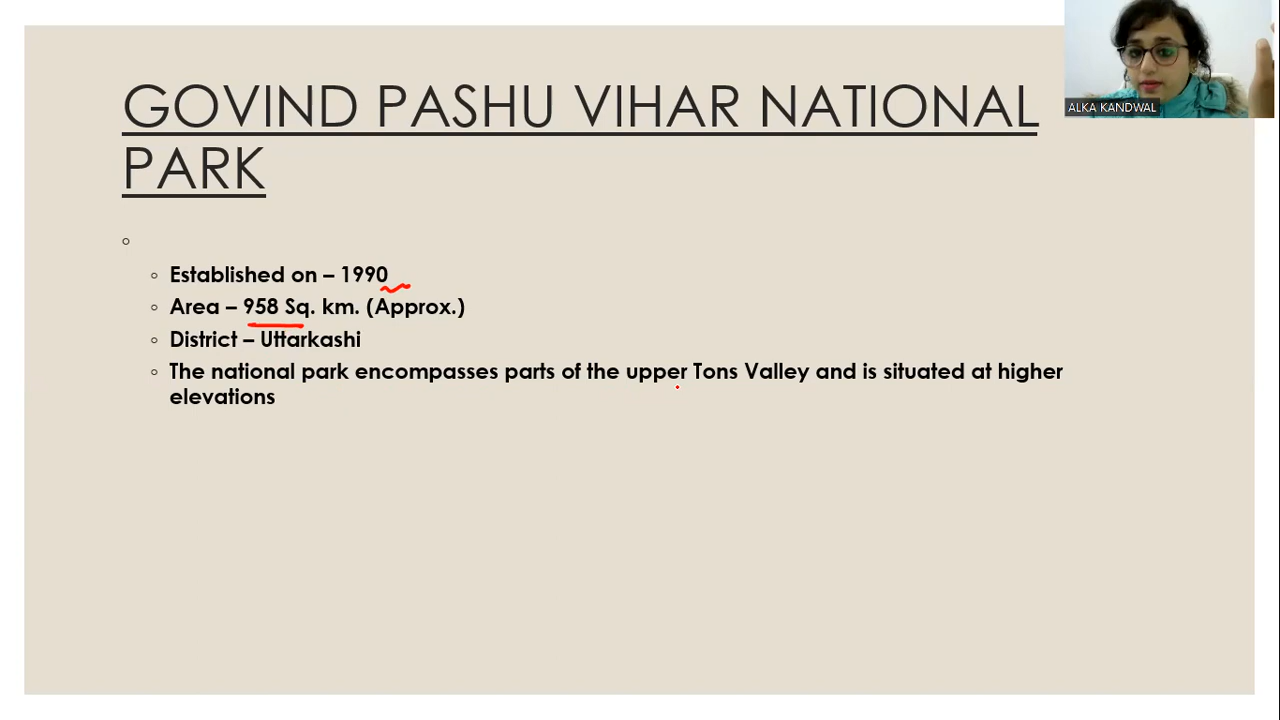 GOVIND PASHU VIHAR NATIONAL
PARK
ALKA KANDWAL
Established on – 1990
Area – 958 Sq. km. (Approx.)
District – Uttarkashi
The national park encompasses parts of the upper Tons Valley and is situated at higher
elevations